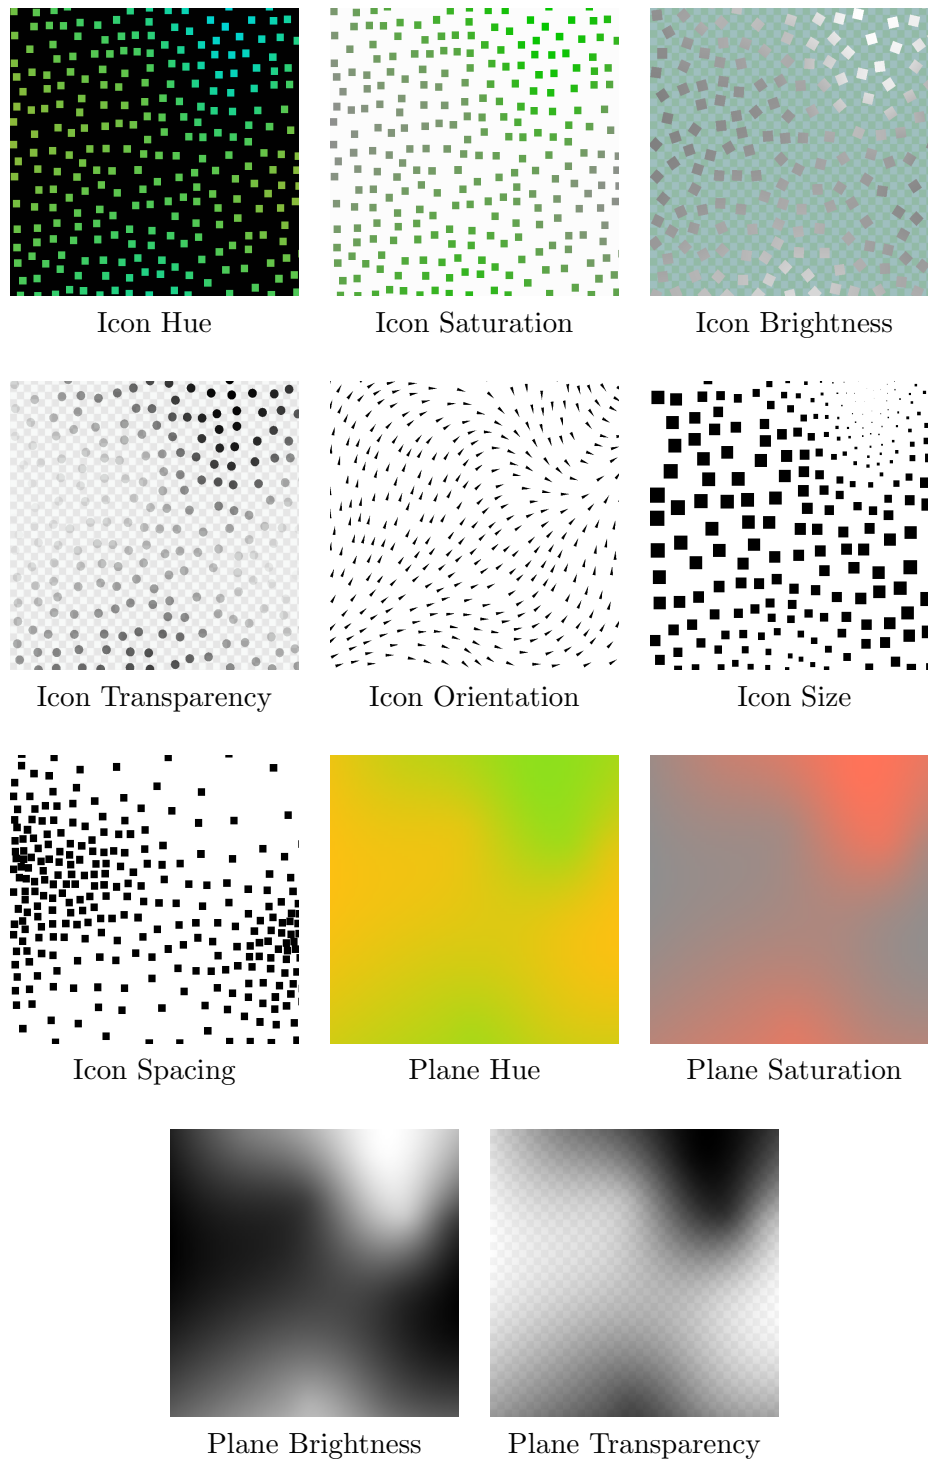 Icon Hue
Icon Saturation
Icon Brightness
Icon Transparency
Icon Orientation
Icon Size
Icon Spacing
Plane Hue
Plane Saturation
Plane Brightness
Plane Transparency